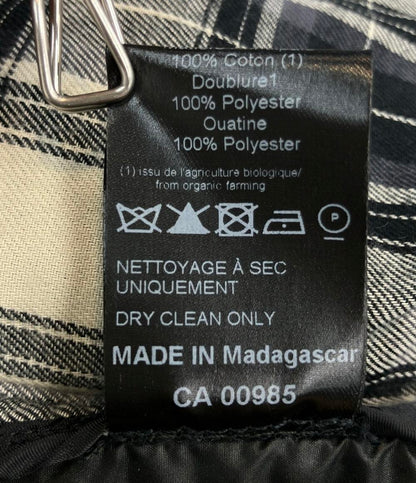 100% Coton (1)
Doublure1
100% Polyester
Ouatine
100% Polyester
(1) issu de l'agriculture biologique/
from organic farming
P
NETTOYAGE À SEC
UNIQUEMENT
DRY CLEAN ONLY
MADE IN Madagascar
CA 00985